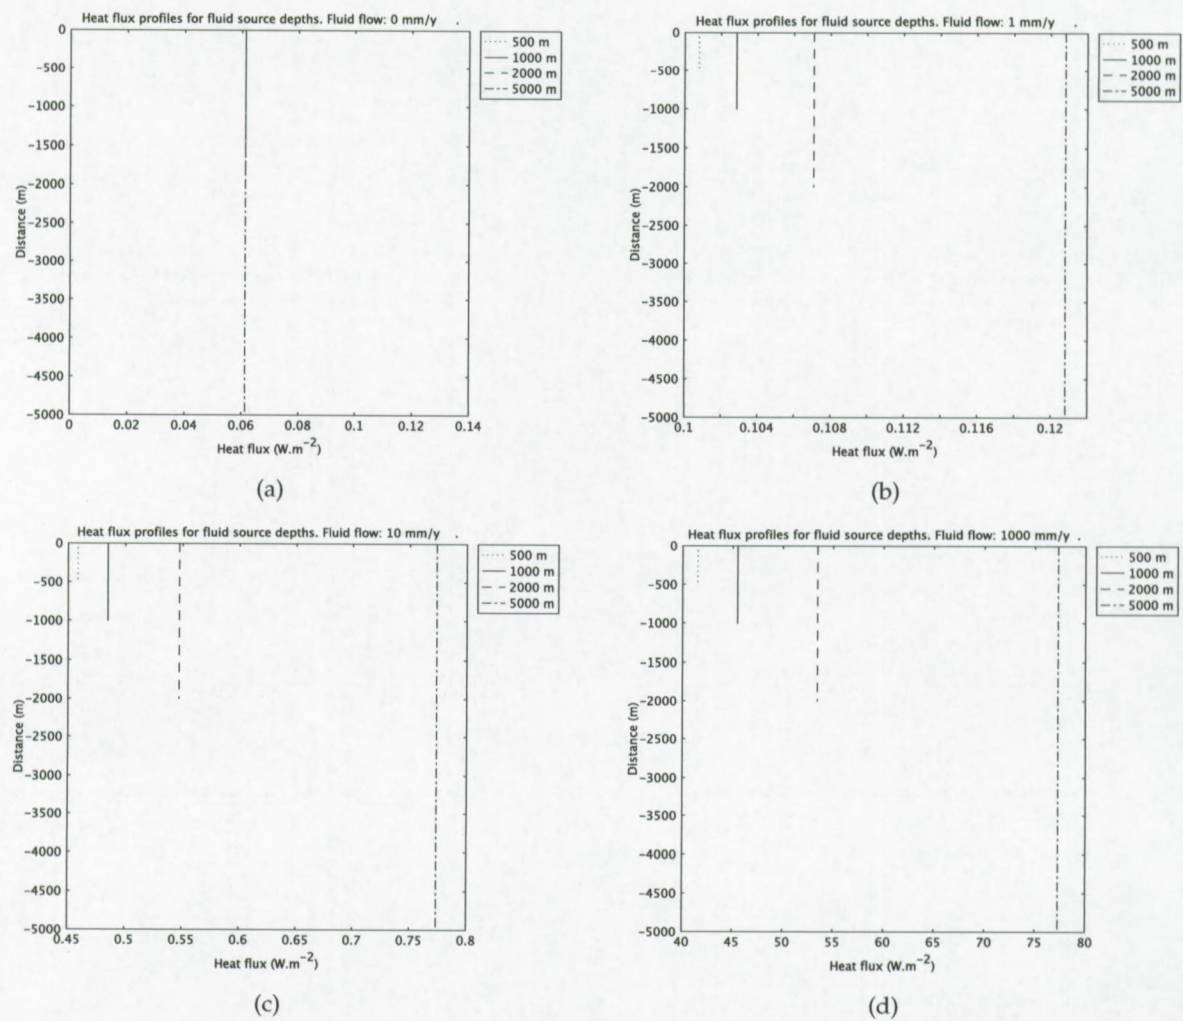 Heat flux profiles for fluid source depths. Fluid flow: 0 mm/y
0
-500
-1000
-1500
-2000
-2500
-3000
-3500
-4000
-4500
-5000
Distance (m)
0 0.02 0.04 0.06 0.08 0.1 0.12 0.14
Heat flux (W.m⁻²)
500 m
1000 m
2000 m
5000 m
(a)
Heat flux profiles for fluid source depths. Fluid flow: 1 mm/y
0
-500
-1000
-1500
-2000
-2500
-3000
-3500
-4000
-4500
-5000
Distance (m)
0.1 0.104 0.108 0.112 0.116 0.12
Heat flux (W.m⁻²)
500 m
1000 m
2000 m
5000 m
(b)
Heat flux profiles for fluid source depths. Fluid flow: 10 mm/y
0
-500
-1000
-1500
-2000
-2500
-3000
-3500
-4000
-4500
-5000
Distance (m)
0.45 0.5 0.55 0.6 0.65 0.7 0.75 0.8
Heat flux (W.m⁻²)
500 m
1000 m
2000 m
5000 m
(c)
Heat flux profiles for fluid source depths. Fluid flow: 1000 mm/y
0
-500
-1000
-1500
-2000
-2500
-3000
-3500
-4000
-4500
-5000
Distance (m)
40 45 50 55 60 65 70 75 80
Heat flux (W.m⁻²)
500 m
1000 m
2000 m
5000 m
(d)